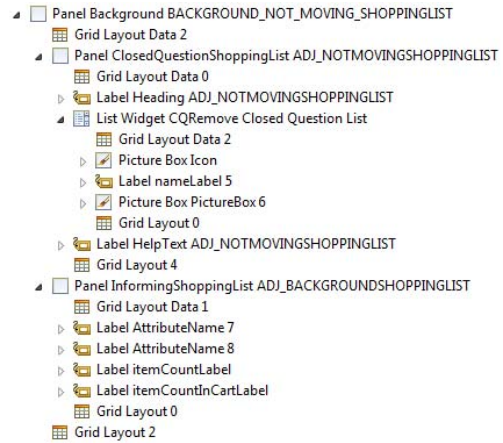 Panel Background BACKGROUND_NOT_MOVING_SHOPPINGLIST
Grid Layout Data 2
Panel ClosedQuestionShoppingList ADJ_NOTMOVINGSHOPPINGLIST
Grid Layout Data 0
Label Heading ADJ_NOTMOVINGSHOPPINGLIST
List Widget CQRemove Closed Question List
Grid Layout Data 2
Picture Box Icon
Label nameLabel 5
Picture Box PictureBox 6
Grid Layout 0
Label HelpText ADJ_NOTMOVINGSHOPPINGLIST
Grid Layout 4
Panel InformingShoppingList ADJ_BACKGROUNDSHOPPINGLIST
Grid Layout Data 1
Label AttributeName 7
Label AttributeName 8
Label itemCountLabel
Label itemCountInCartLabel
Grid Layout 0
Grid Layout 2